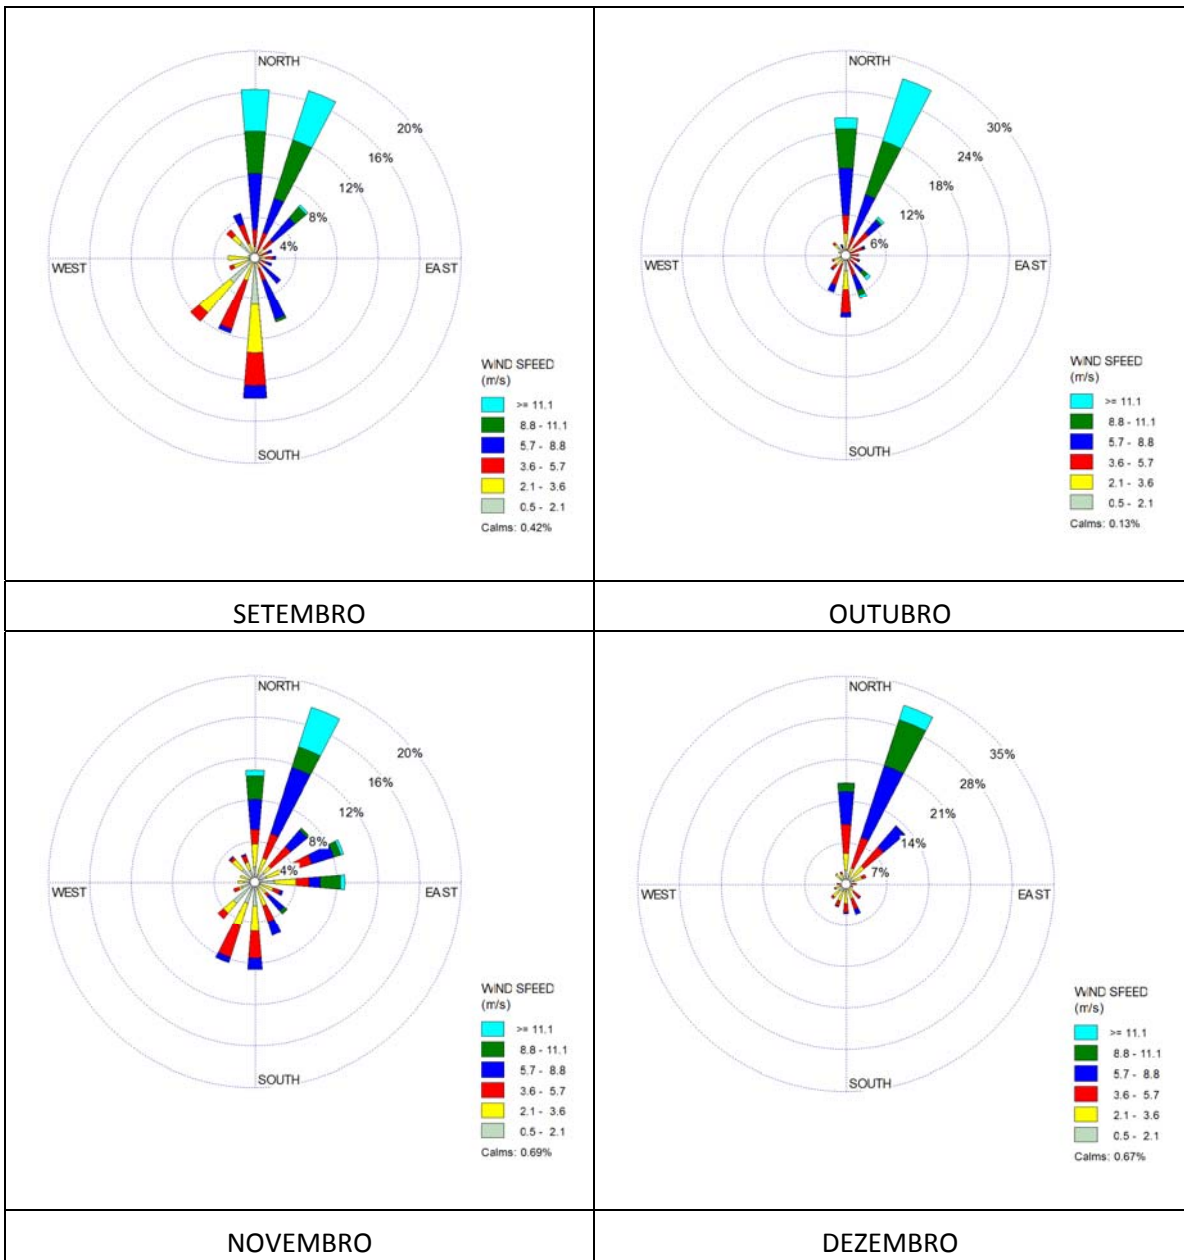 NORTH
20%
16%
12%
8%
4%
WEST
EAST
SOUTH
WIND SFEED
(m/s)
>= 11.1
8.8 - 11.1
5.7 - 8.8
3.6 - 5.7
2.1 - 3.6
0.5 - 2.1
Calms: 0.42%
NORTH
30%
24%
18%
12%
6%
WEST
EAST
SOUTH
WIND SFEED
(m/s)
>= 11.1
8.8 - 11.1
5.7 - 8.8
3.6 - 5.7
2.1 - 3.6
0.5 - 2.1
Calms: 0.13%
SETEMBRO
OUTUBRO
NORTH
20%
16%
12%
8%
4%
WEST
EAST
SOUTH
WIND SFEED
(m/s)
>= 11.1
8.8 - 11.1
5.7 - 8.8
3.6 - 5.7
2.1 - 3.6
0.5 - 2.1
Calms: 0.69%
NORTH
35%
28%
21%
14%
7%
WEST
EAST
SOUTH
WIND SFEED
(m/s)
>= 11.1
8.8 - 11.1
5.7 - 8.8
3.6 - 5.7
2.1 - 3.6
0.5 - 2.1
Calms: 0.67%
NOVEMBRO
DEZEMBRO